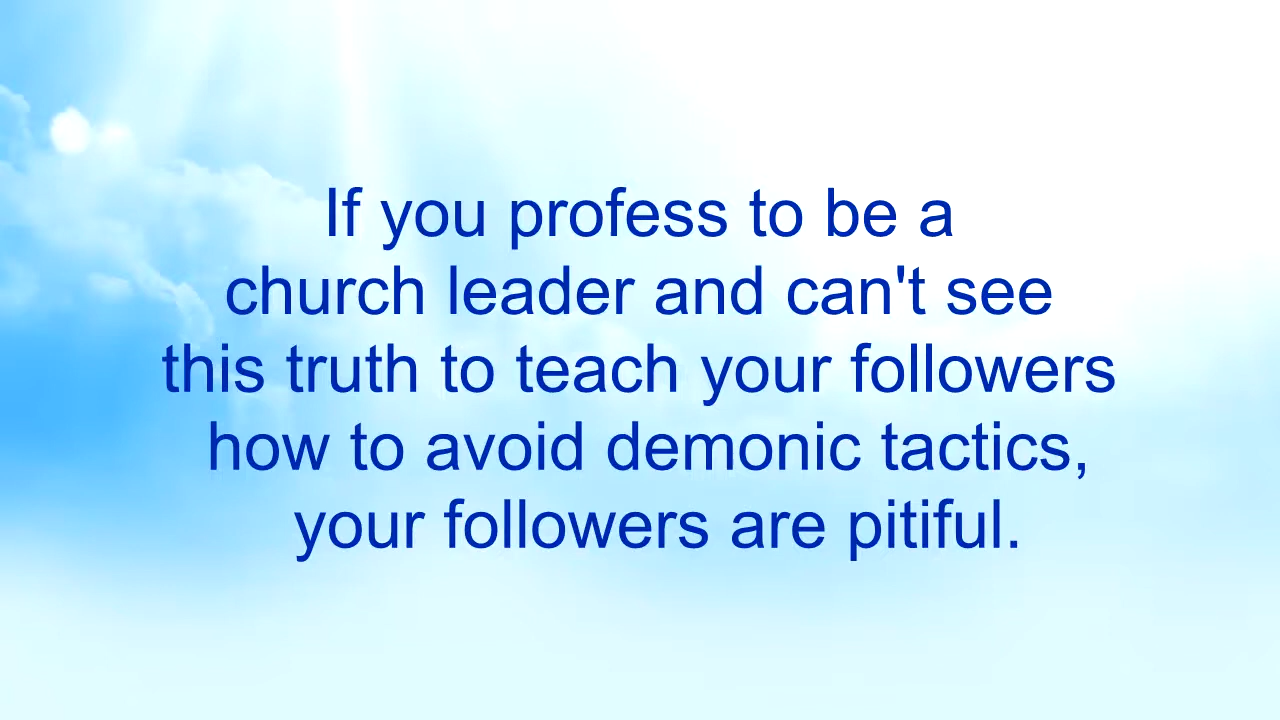 If you profess to be a
church leader and can't see
this truth to teach your followers
how to avoid demonic tactics,
your followers are pitiful.